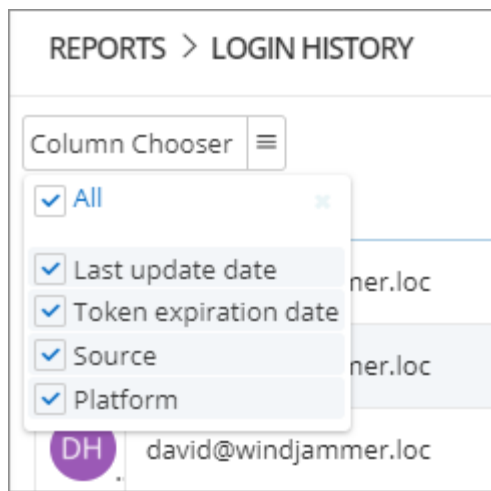 REPORTS > LOGIN HISTORY
Column Chooser
All
Last update date
ner.loc
Token expiration date
Source
ner.loc
Platform
DH david@windjammer.loc